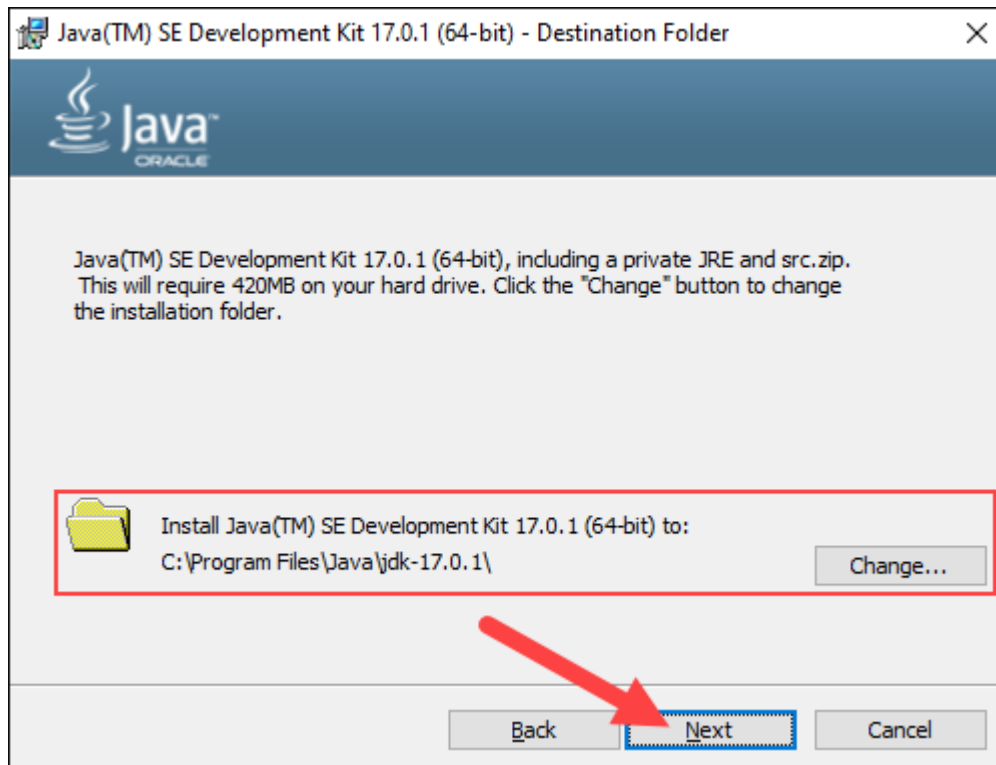 Java(TM) SE Development Kit 17.0.1 (64-bit) - Destination Folder
Java™
ORACLE
Java(TM) SE Development Kit 17.0.1 (64-bit), including a private JRE and src.zip.
This will require 420MB on your hard drive. Click the "Change" button to change
the installation folder.
Install Java(TM) SE Development Kit 17.0.1 (64-bit) to:
C:\Program Files\Java\jdk-17.0.1\
Change...
Back
Next
Cancel